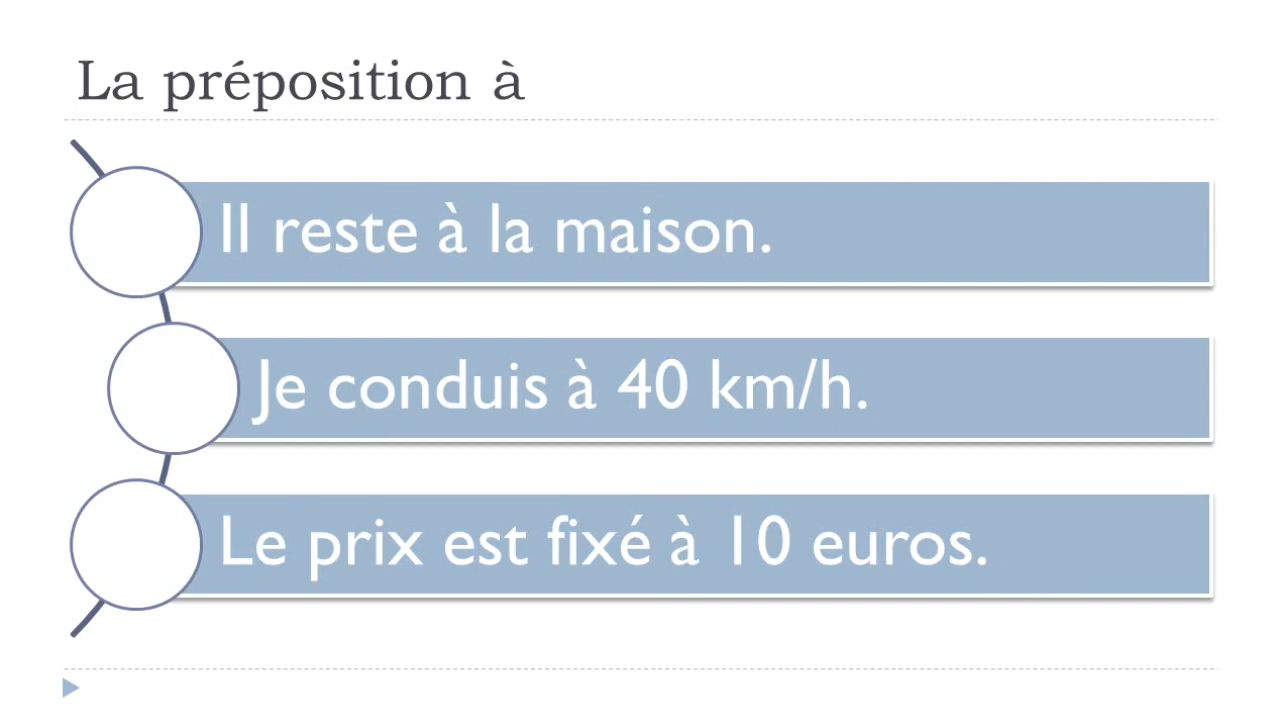 La préposition à
Il reste à la maison.
Je conduis à 40 km/h.
Le prix est fixé à 10 euros.